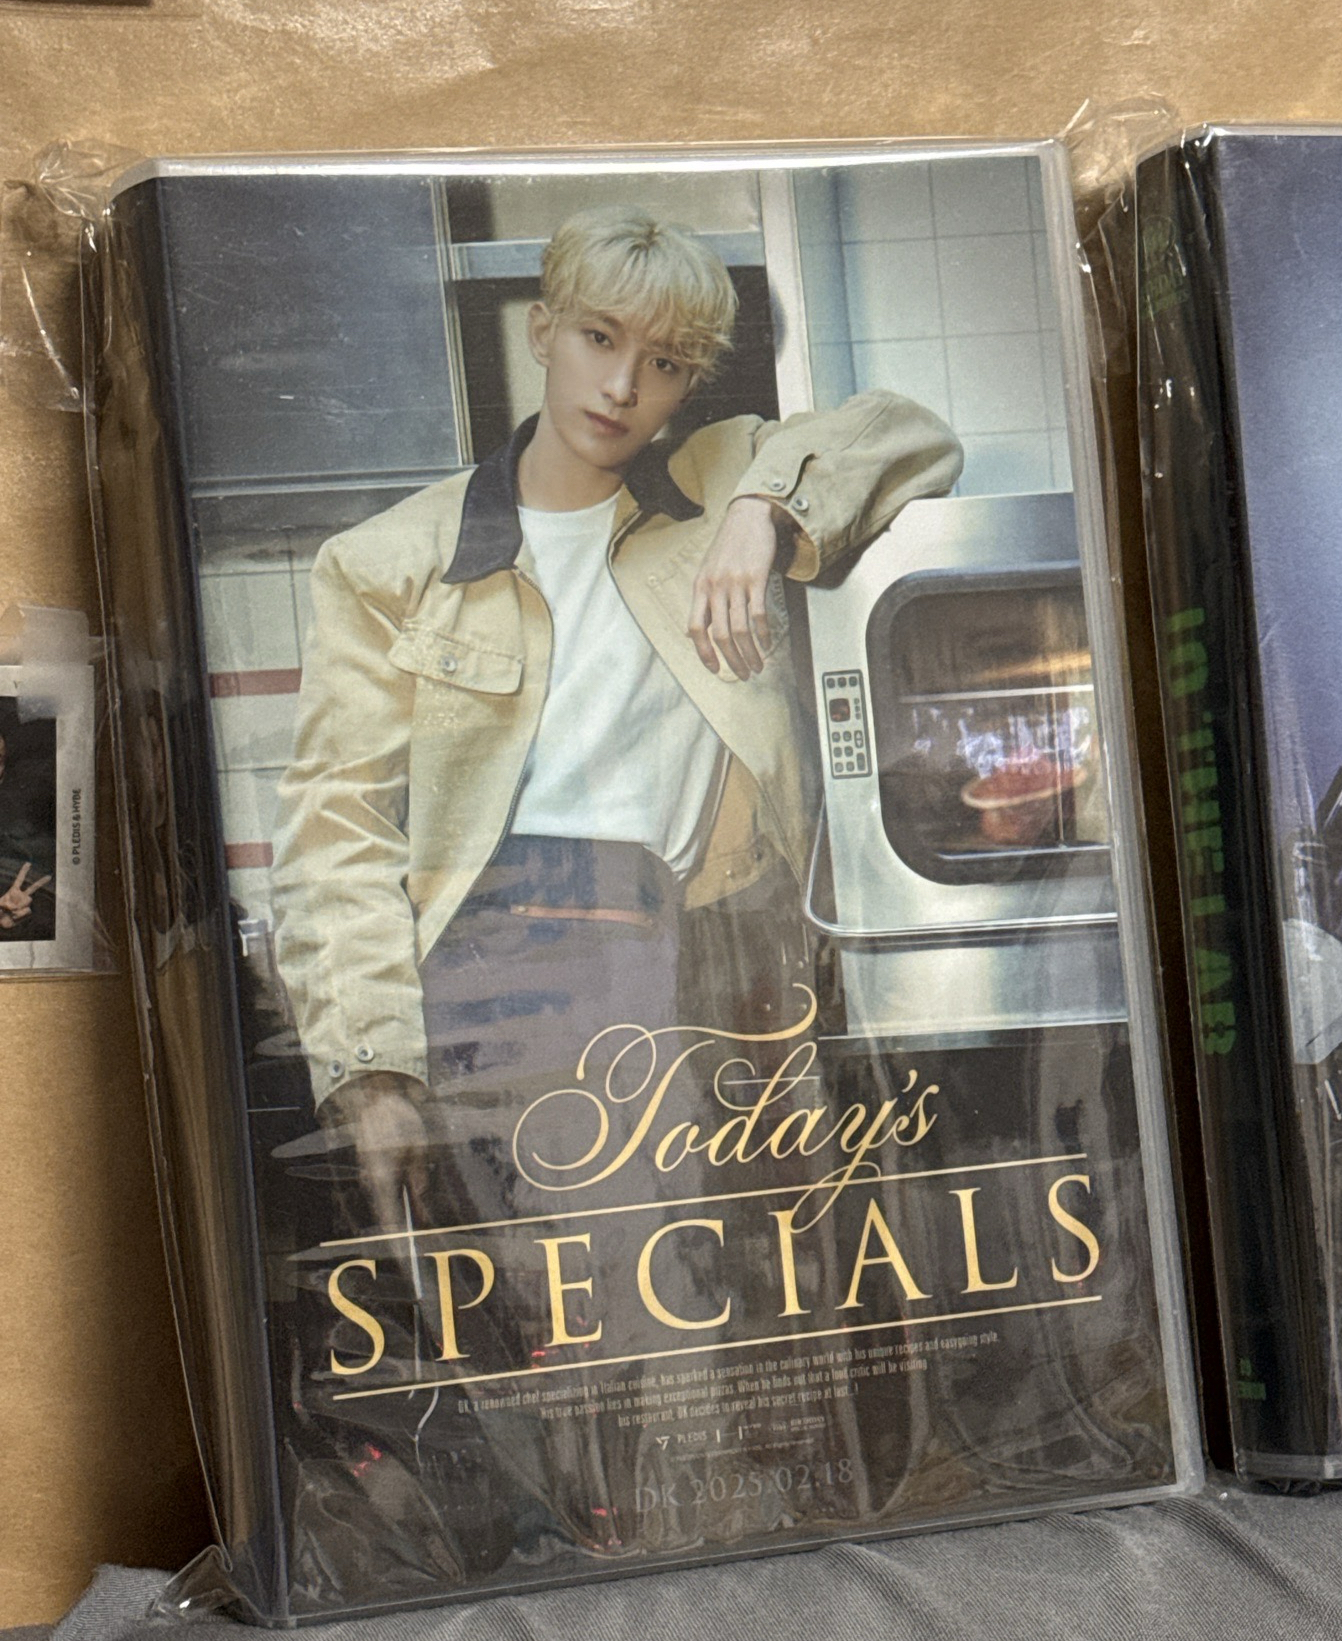 Today's
SPECIALS
DK, a renowned chef specializing in Italian cuisine, has sparked a sensation in the culinary world with his unique recipes and easygoing style.
His true passion lies in making exceptional pizzas. When he finds out that a food critic will be visiting
his restaurant, DK decides to reveal his secret recipe at last...!
PLEDIS
DK 2025.02.18
© PLEDIS & HYBE